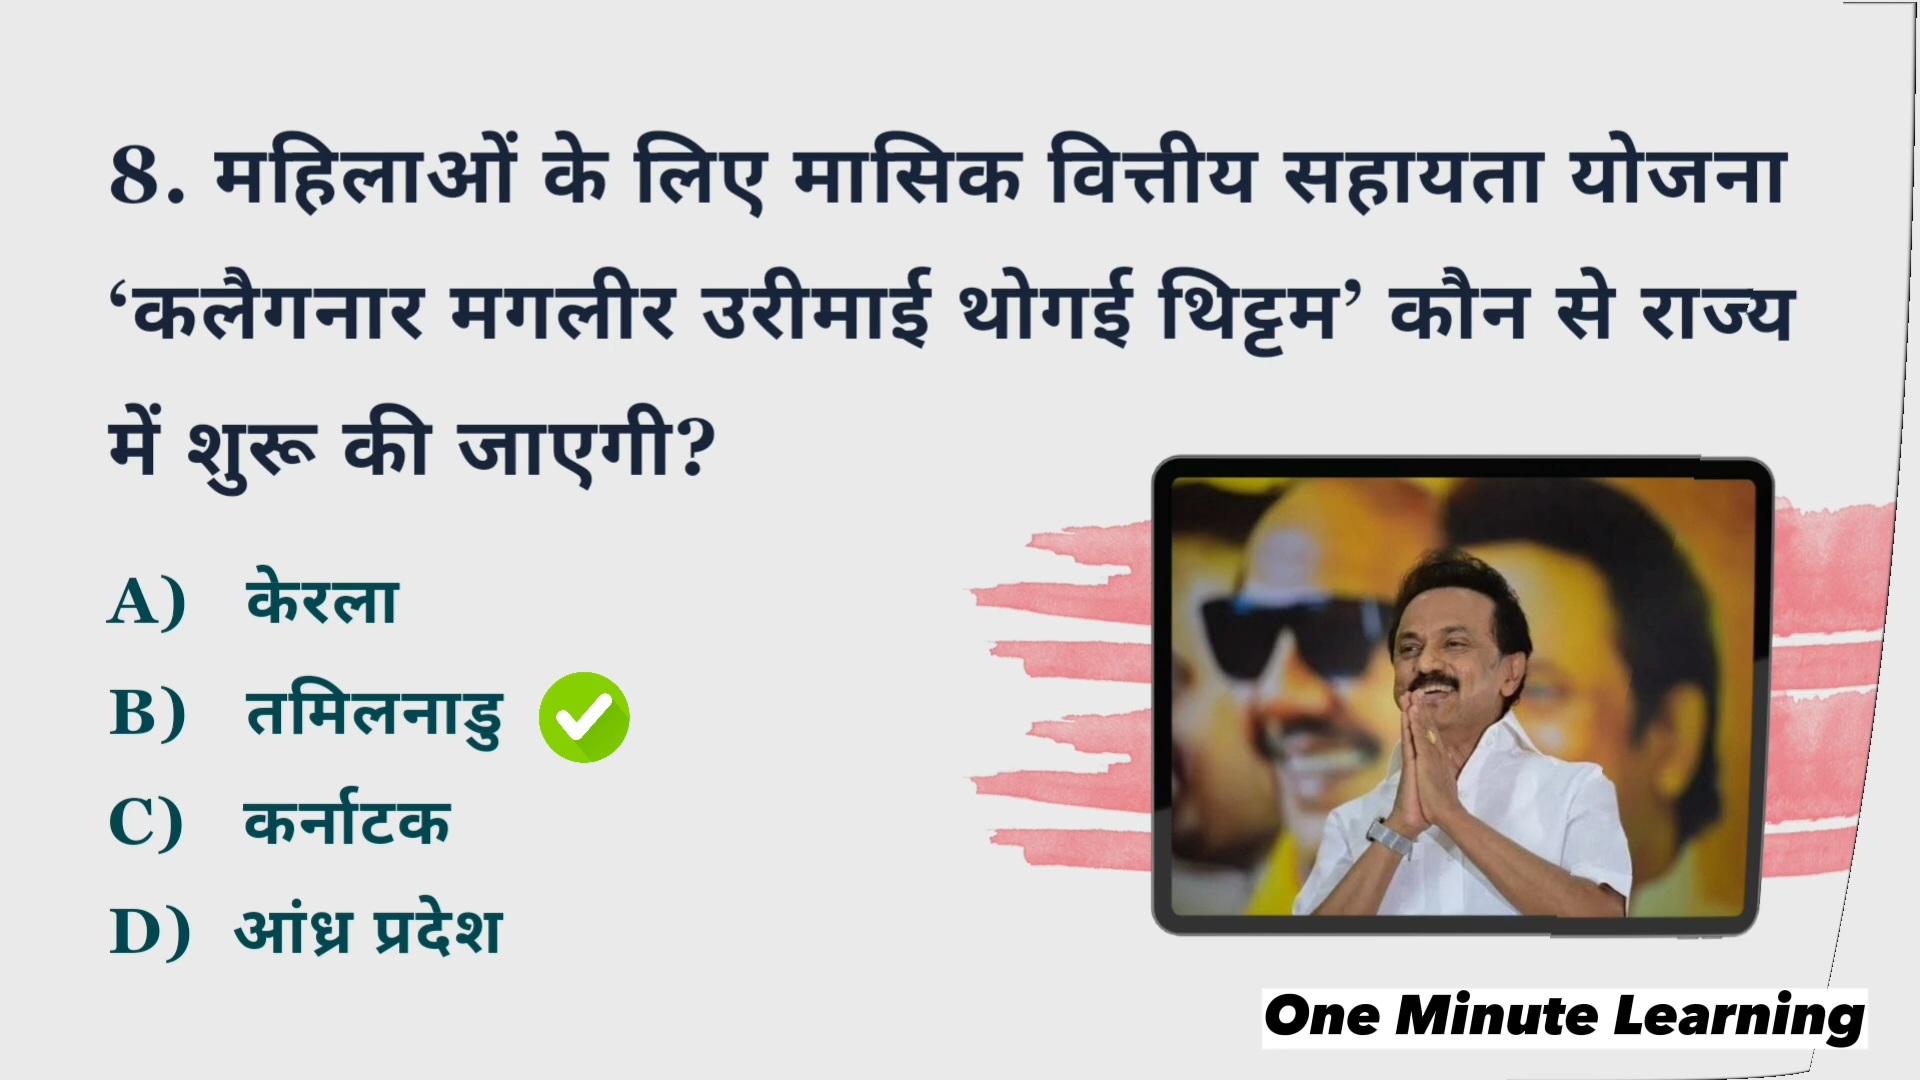 8. महिलाओं के लिए मासिक वित्तीय सहायता योजना
‘कलैगनार मगलीर उरीमाई थोगई थिट्टम’ कौन से राज्य
में शुरू की जाएगी?
A) केरला
B) तमिलनाडु
C) कर्नाटक
D) आंध्र प्रदेश
One Minute Learning